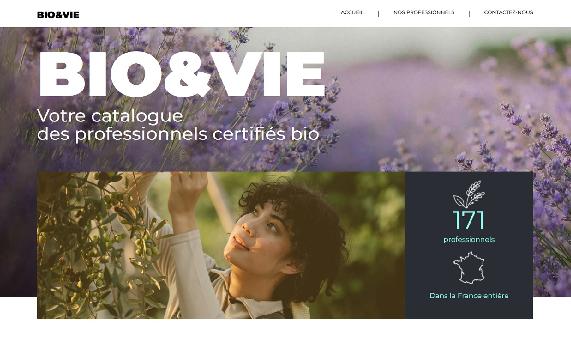 BIO&VIE
ACCUEIL | NOS PROFESSIONNELS | CONTACTEZ-NOUS
BIO&VIE
Votre catalogue
des professionnels certifiés bio
171
professionnels
Dans la France entière